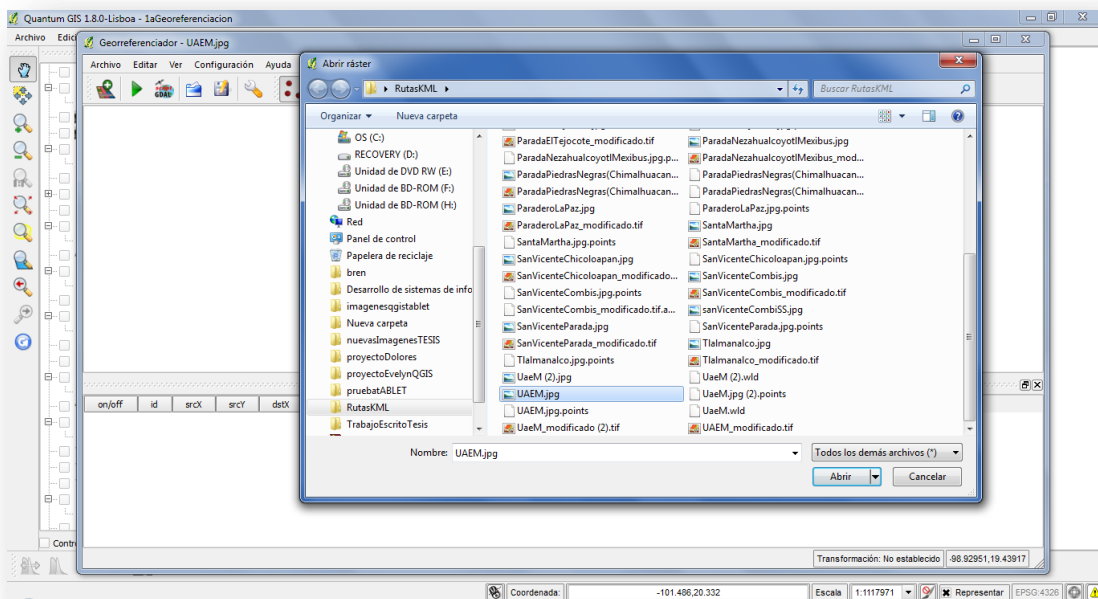 Quantum GIS 1.8.0-Lisboa - 1aGeoreferenciacion
Archivo
Georreferenciador - UAEM.jpg
Archivo Editar Ver Configuración Ayuda
Abrir ráster
RutasKML
Buscar RutasKML
Organizar
Nueva carpeta
OS (C:)
RECOVERY (D:)
Unidad de DVD RW (E:)
Unidad de BD-ROM (F:)
Unidad de BD-ROM (H:)
Red
Panel de control
Papelera de reciclaje
bren
Desarrollo de sistemas de info
imagenesqgistablet
Nueva carpeta
nuevasImagenesTESIS
proyectoDolores
proyectoEvelynQGIS
pruebatABLET
RutasKML
TrabajoEscritoTesis
ParadaElTejocote_modificado.tif
ParadaNezahualcoyotlMexibus.jpg
ParadaNezahualcoyotlMexibus.jpg.p...
ParadaNezahualcoyotlMexibus_mod...
ParadaPiedrasNegras(Chimalhuacan...
ParadaPiedrasNegras(Chimalhuacan...
ParadaPiedrasNegras(Chimalhuacan...
ParadaPiedrasNegras(Chimalhuacan...
ParaderoLaPaz.jpg
ParaderoLaPaz.jpg.points
ParaderoLaPaz_modificado.tif
SantaMartha.jpg
SantaMartha.jpg.points
SantaMartha_modificado.tif
SanVicenteChicoloapan.jpg
SanVicenteChicoloapan.jpg.points
SanVicenteChicoloapan_modificado...
SanVicenteCombis.jpg
SanVicenteCombis.jpg.points
SanVicenteCombis_modificado.tif
SanVicenteCombis_modificado.tif.a...
sanVicenteCombiSS.jpg
SanVicenteParada.jpg
SanVicenteParada.jpg.points
SanVicenteParada_modificado.tif
Tlalmanalco.jpg
Tlalmanalco.jpg.points
Tlalmanalco_modificado.tif
UaeM (2).jpg
UaeM (2).wld
UAEM.jpg
UaeM.jpg (2).points
UAEM.jpg.points
UaeM.wld
UaeM_modificado (2).tif
UAEM_modificado.tif
on/off id srcX srcY dstX
Nombre: UAEM.jpg
Todos los demás archivos (*)
Abrir
Cancelar
Contr
Transformación: No establecido
-98.92951,19.43917
Coordenada: -101.486,20.332
Escala 1:1117971
Representar
EPSG:4326